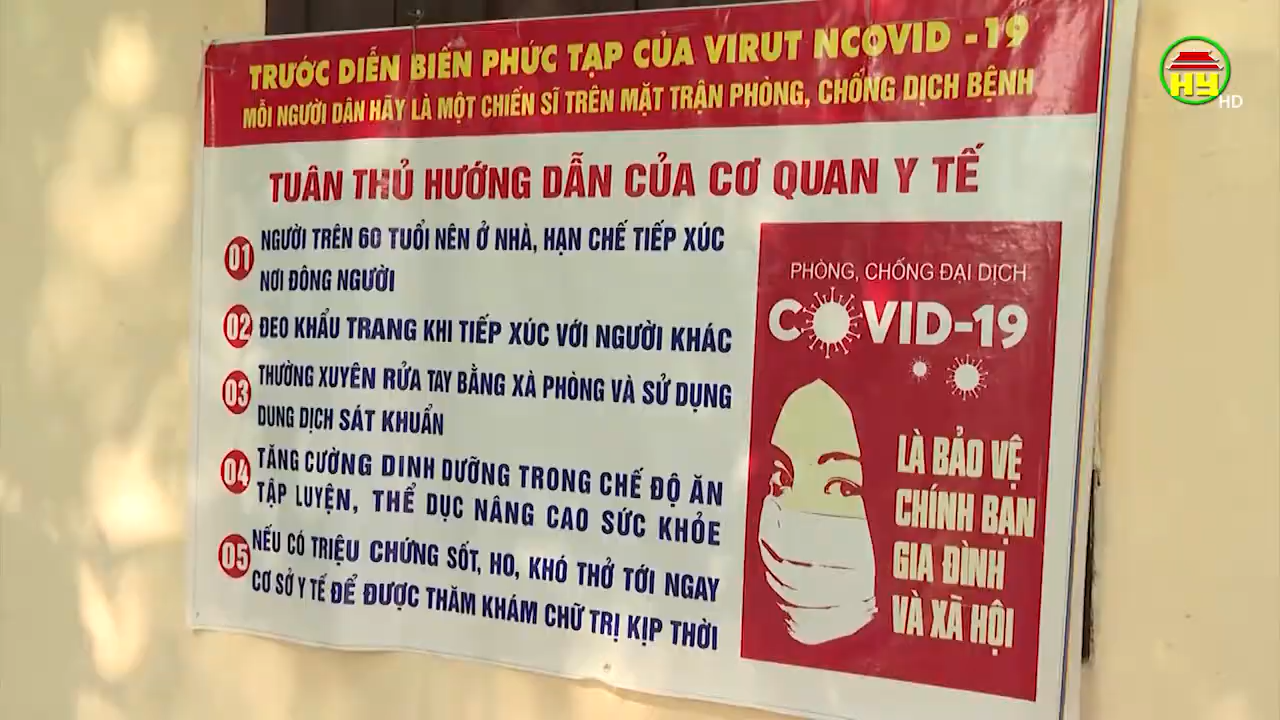 TRƯỚC DIỄN BIẾN PHỨC TẠP CỦA VIRUT NCOVID -19
MỖI NGƯỜI DÂN HÃY LÀ MỘT CHIẾN SĨ TRÊN MẶT TRẬN PHÒNG, CHỐNG DỊCH BỆNH
TUÂN THỦ HƯỚNG DẪN CỦA CƠ QUAN Y TẾ
01 NGƯỜI TRÊN 60 TUỔI NÊN Ở NHÀ, HẠN CHẾ TIẾP XÚC
NƠI ĐÔNG NGƯỜI
02 ĐEO KHẨU TRANG KHI TIẾP XÚC VỚI NGƯỜI KHÁC
03 THƯỜNG XUYÊN RỬA TAY BẰNG XÀ PHÒNG VÀ SỬ DỤNG
DUNG DỊCH SÁT KHUẨN
04 TĂNG CƯỜNG DINH DƯỠNG TRONG CHẾ ĐỘ ĂN
TẬP LUYỆN, THỂ DỤC NÂNG CAO SỨC KHỎE
05 NẾU CÓ TRIỆU CHỨNG SỐT, HO, KHÓ THỞ TỚI NGAY
CƠ SỞ Y TẾ ĐỂ ĐƯỢC THĂM KHÁM CHỮ TRỊ KỊP THỜI
PHÒNG, CHỐNG ĐẠI DỊCH
COVID-19
LÀ BẢO VỆ
CHÍNH BẠN
GIA ĐÌNH
VÀ XÃ HỘI
HY HD